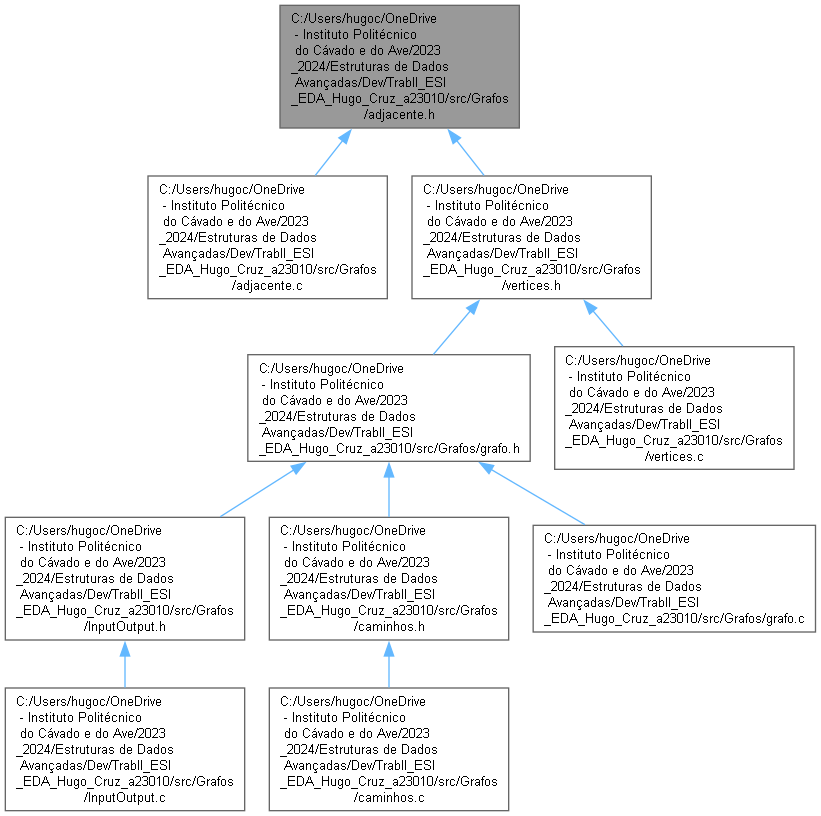 C:/Users/hugoc/OneDrive
- Instituto Politécnico
do Cávado e do Ave/2023
_2024/Estruturas de Dados
Avançadas/Dev/TrabII_ESI
_EDA_Hugo_Cruz_a23010/src/Grafos
/adjacente.h
C:/Users/hugoc/OneDrive
- Instituto Politécnico
do Cávado e do Ave/2023
_2024/Estruturas de Dados
Avançadas/Dev/TrabII_ESI
_EDA_Hugo_Cruz_a23010/src/Grafos
/adjacente.c
C:/Users/hugoc/OneDrive
- Instituto Politécnico
do Cávado e do Ave/2023
_2024/Estruturas de Dados
Avançadas/Dev/TrabII_ESI
_EDA_Hugo_Cruz_a23010/src/Grafos
/vertices.h
C:/Users/hugoc/OneDrive
- Instituto Politécnico
do Cávado e do Ave/2023
_2024/Estruturas de Dados
Avançadas/Dev/TrabII_ESI
_EDA_Hugo_Cruz_a23010/src/Grafos/grafo.h
C:/Users/hugoc/OneDrive
- Instituto Politécnico
do Cávado e do Ave/2023
_2024/Estruturas de Dados
Avançadas/Dev/TrabII_ESI
_EDA_Hugo_Cruz_a23010/src/Grafos
/vertices.c
C:/Users/hugoc/OneDrive
- Instituto Politécnico
do Cávado e do Ave/2023
_2024/Estruturas de Dados
Avançadas/Dev/TrabII_ESI
_EDA_Hugo_Cruz_a23010/src/Grafos
/InputOutput.h
C:/Users/hugoc/OneDrive
- Instituto Politécnico
do Cávado e do Ave/2023
_2024/Estruturas de Dados
Avançadas/Dev/TrabII_ESI
_EDA_Hugo_Cruz_a23010/src/Grafos
/caminhos.h
C:/Users/hugoc/OneDrive
- Instituto Politécnico
do Cávado e do Ave/2023
_2024/Estruturas de Dados
Avançadas/Dev/TrabII_ESI
_EDA_Hugo_Cruz_a23010/src/Grafos/grafo.c
C:/Users/hugoc/OneDrive
- Instituto Politécnico
do Cávado e do Ave/2023
_2024/Estruturas de Dados
Avançadas/Dev/TrabII_ESI
_EDA_Hugo_Cruz_a23010/src/Grafos
/InputOutput.c
C:/Users/hugoc/OneDrive
- Instituto Politécnico
do Cávado e do Ave/2023
_2024/Estruturas de Dados
Avançadas/Dev/TrabII_ESI
_EDA_Hugo_Cruz_a23010/src/Grafos
/caminhos.c